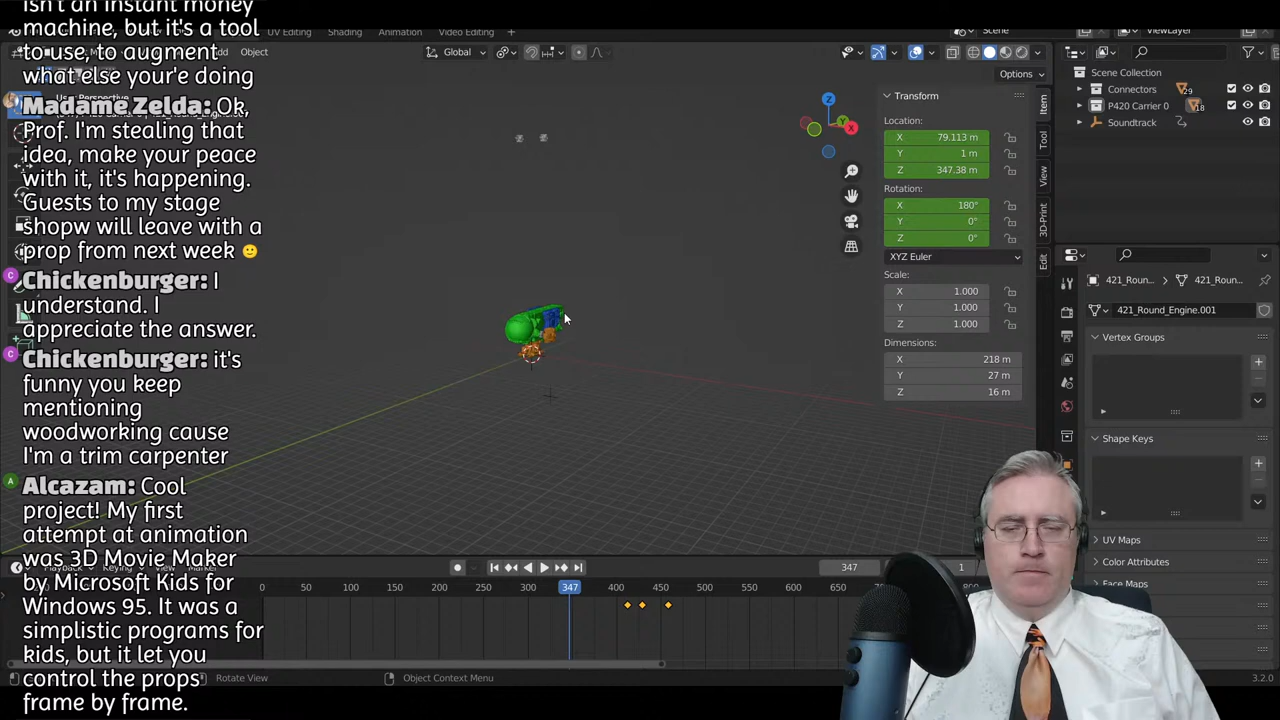 isn't an instant money
machine, but it's a tool
touse, to augment
what else your'e doing
Madame Zelda: Ok,
Prof. I'm stealing that
idea, make your peace
with it, it's happening.
Guests to my stage
shopw will leave with a
prop from next week 🙂
Chickenburger: I
understand. I
appreciate the answer.
Chickenburger: it's
funny you keep
mentioning
woodworking cause
I'm a trim carpenter
Alcazam: Cool
project! My first
attempt at animation
was 3D Movie Maker
by Microsoft Kids for
Windows 95. It was a
simplistic programs for
kids, but it let you
control the props
frame by frame.
UV Editing Shading Animation Video Editing +
Scene
ViewLayer
Object
Global
Options
Transform
Location:
X 79.113 m
Y 1 m
Z 347.38 m
Rotation:
X 180°
Y 0°
Z 0°
XYZ Euler
Scale:
X 1.000
Y 1.000
Z 1.000
Dimensions:
X 218 m
Y 27 m
Z 16 m
Item
Tool
View
3D-Print
Edit
Z
Y
X
Scene Collection
Connectors 29
P420 Carrier 0 18
Soundtrack
421_Roun...
421_Roun...
421_Round_Engine.001
Vertex Groups
Shape Keys
UV Maps
Color Attributes
Face Maps
Playback Keying View Marker
347
1
0 50 100 150 200 250 300 347 400 450 500 550 600 650
Rotate View
Object Context Menu
3.2.0